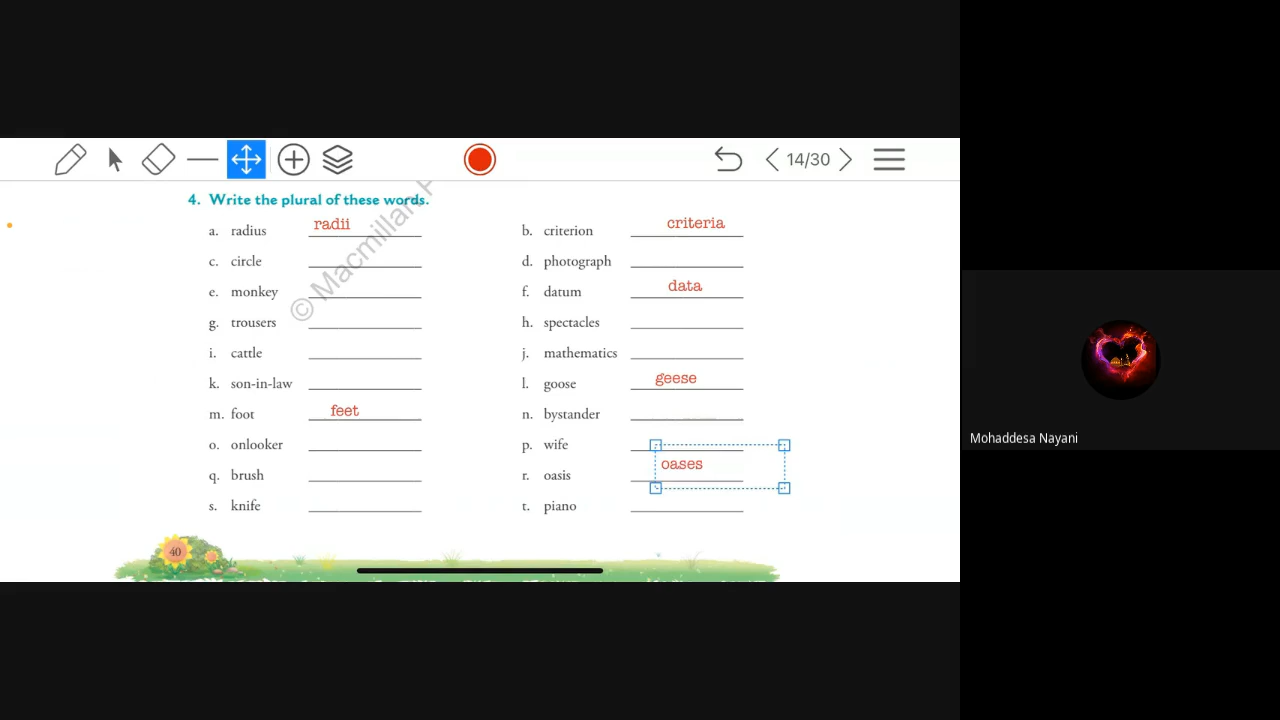 14/30
4. Write the plural of these words.
a. radius radii
b. criterion criteria
c. circle
d. photograph
e. monkey
f. datum data
g. trousers
h. spectacles
i. cattle
j. mathematics
k. son-in-law
l. goose geese
m. foot feet
n. bystander
o. onlooker
p. wife
q. brush
r. oasis oases
s. knife
t. piano
© Macmillan
40
Mohaddesa Nayani